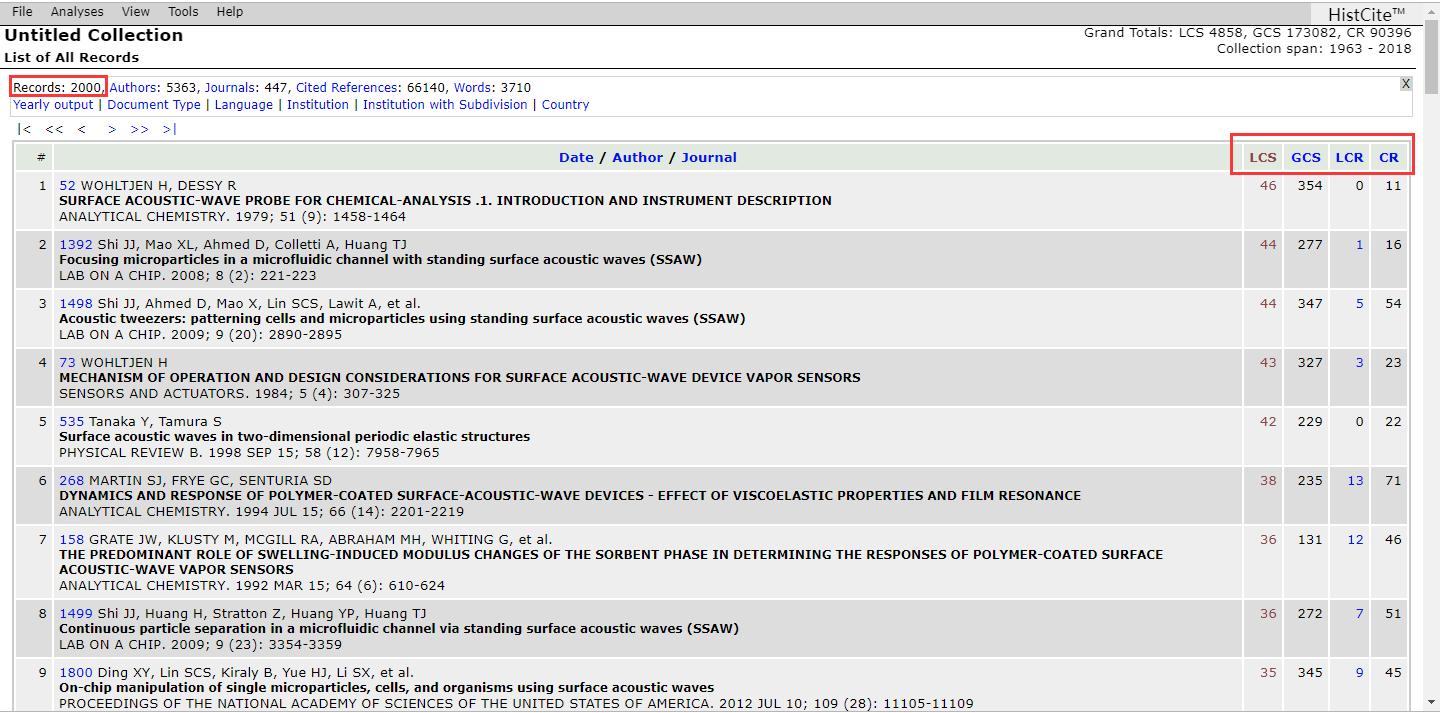 File Analyses View Tools Help HistCite™
Untitled Collection Grand Totals: LCS 4858, GCS 173082, CR 90396
List of All Records Collection span: 1963 - 2018
Records: 2000, Authors: 5363, Journals: 447, Cited References: 66140, Words: 3710 X
Yearly output | Document Type | Language | Institution | Institution with Subdivision | Country
|< << < > >> >|
# Date / Author / Journal LCS GCS LCR CR
1 52 WOHLTJEN H, DESSY R 46 354 0 11
SURFACE ACOUSTIC-WAVE PROBE FOR CHEMICAL-ANALYSIS .1. INTRODUCTION AND INSTRUMENT DESCRIPTION
ANALYTICAL CHEMISTRY. 1979; 51 (9): 1458-1464
2 1392 Shi JJ, Mao XL, Ahmed D, Colletti A, Huang TJ 44 277 1 16
Focusing microparticles in a microfluidic channel with standing surface acoustic waves (SSAW)
LAB ON A CHIP. 2008; 8 (2): 221-223
3 1498 Shi JJ, Ahmed D, Mao X, Lin SCS, Lawit A, et al. 44 347 5 54
Acoustic tweezers: patterning cells and microparticles using standing surface acoustic waves (SSAW)
LAB ON A CHIP. 2009; 9 (20): 2890-2895
4 73 WOHLTJEN H 43 327 3 23
MECHANISM OF OPERATION AND DESIGN CONSIDERATIONS FOR SURFACE ACOUSTIC-WAVE DEVICE VAPOR SENSORS
SENSORS AND ACTUATORS. 1984; 5 (4): 307-325
5 535 Tanaka Y, Tamura S 42 229 0 22
Surface acoustic waves in two-dimensional periodic elastic structures
PHYSICAL REVIEW B. 1998 SEP 15; 58 (12): 7958-7965
6 268 MARTIN SJ, FRYE GC, SENTURIA SD 38 235 13 71
DYNAMICS AND RESPONSE OF POLYMER-COATED SURFACE-ACOUSTIC-WAVE DEVICES - EFFECT OF VISCOELASTIC PROPERTIES AND FILM RESONANCE
ANALYTICAL CHEMISTRY. 1994 JUL 15; 66 (14): 2201-2219
7 158 GRATE JW, KLUSTY M, MCGILL RA, ABRAHAM MH, WHITING G, et al. 36 131 12 46
THE PREDOMINANT ROLE OF SWELLING-INDUCED MODULUS CHANGES OF THE SORBENT PHASE IN DETERMINING THE RESPONSES OF POLYMER-COATED SURFACE
ACOUSTIC-WAVE VAPOR SENSORS
ANALYTICAL CHEMISTRY. 1992 MAR 15; 64 (6): 610-624
8 1499 Shi JJ, Huang H, Stratton Z, Huang YP, Huang TJ 36 272 7 51
Continuous particle separation in a microfluidic channel via standing surface acoustic waves (SSAW)
LAB ON A CHIP. 2009; 9 (23): 3354-3359
9 1800 Ding XY, Lin SCS, Kiraly B, Yue HJ, Li SX, et al. 35 345 9 45
On-chip manipulation of single microparticles, cells, and organisms using surface acoustic waves
PROCEEDINGS OF THE NATIONAL ACADEMY OF SCIENCES OF THE UNITED STATES OF AMERICA. 2012 JUL 10; 109 (28): 11105-11109